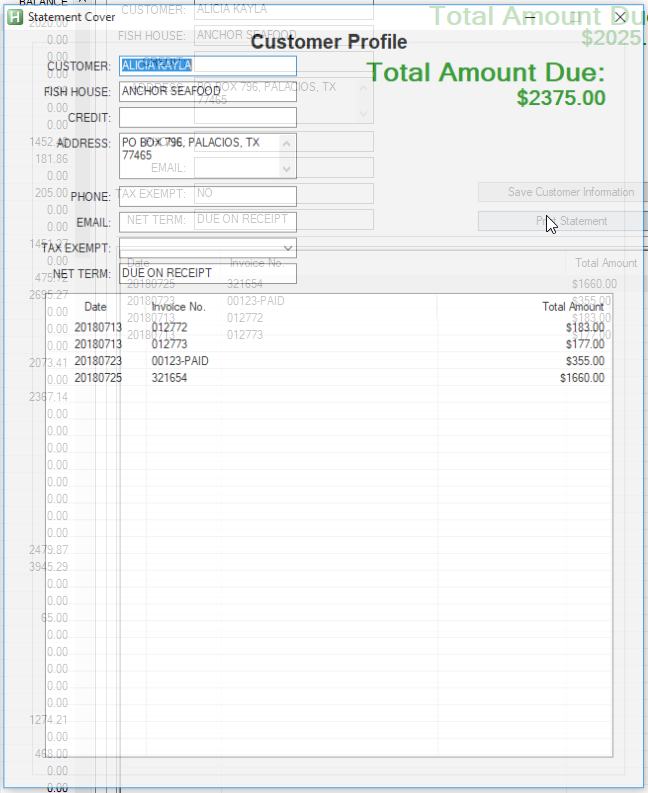 BALANCE
Statement Cover
CUSTOMER: ALICIA KAYLA
Total Amount Du
FISH HOUSE: ANCHOR SEAFOOD
$2025.
Customer Profile
CUSTOMER: ALICIA KAYLA
Total Amount Due:
$2375.00
FISH HOUSE: ANCHOR SEAFOOD
PO BOX 796, PALACIOS, TX
77465
CREDIT:
ADDRESS: PO BOX 796, PALACIOS, TX
77465
EMAIL:
PHONE:
TAX EXEMPT: NO
Save Customer Information
EMAIL:
NET TERM: DUE ON RECEIPT
Print Statement
TAX EXEMPT:
Date Invoice No. Total Amount
NET TERM: DUE ON RECEIPT
20180725 321654 $1660.00
20180723 00123-PAID $355.00
20180713 012772 $183.00
20180713 012773 $177.00
Date Invoice No. Total Amount
20180713 012772 $183.00
20180713 012773 $177.00
20180723 00123-PAID $355.00
20180725 321654 $1660.00
2020.00
0.00
0.00
0.00
0.00
0.00
0.00
181.86
0.00
205.00
0.00
0.00
2695.27
0.00
0.00
0.00
2073.41
0.00
2367.14
0.00
0.00
0.00
0.00
0.00
0.00
0.00
0.00
2479.87
3945.29
0.00
0.00
65.00
0.00
0.00
0.00
0.00
0.00
1274.21
0.00
468.00
0.00
0.00